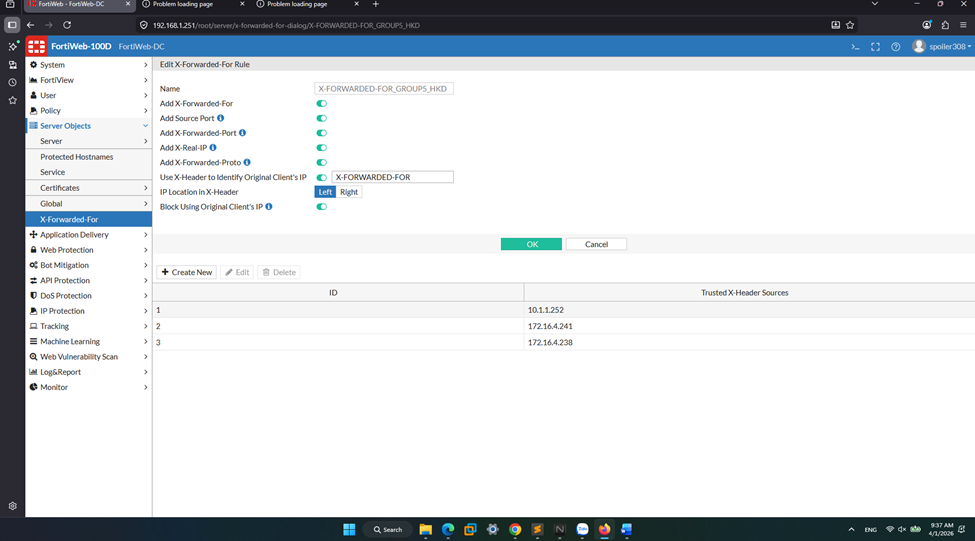 FortiWeb - FortiWeb-DC
Problem loading page
Problem loading page
192.168.1.251/root/server/x-forwarded-for-dialog/X-FORWARDED-FOR_GROUP5_HKD
FortiWeb-100D FortiWeb-DC
spoiler308
System
FortiView
User
Policy
Server Objects
Server
Protected Hostnames
Service
Certificates
Global
X-Forwarded-For
Application Delivery
Web Protection
Bot Mitigation
API Protection
DoS Protection
IP Protection
Tracking
Machine Learning
Web Vulnerability Scan
Log&Report
Monitor
Edit X-Forwarded-For Rule
Name X-FORWARDED-FOR_GROUP5_HKD
Add X-Forwarded-For
Add Source Port
Add X-Forwarded-Port
Add X-Real-IP
Add X-Forwarded-Proto
Use X-Header to Identify Original Client's IP X-FORWARDED-FOR
IP Location in X-Header Left Right
Block Using Original Client's IP
OK Cancel
Create New Edit Delete
ID Trusted X-Header Sources
1 10.1.1.252
2 172.16.4.241
3 172.16.4.238
Search
ENG
9:37 AM
4/1/2026